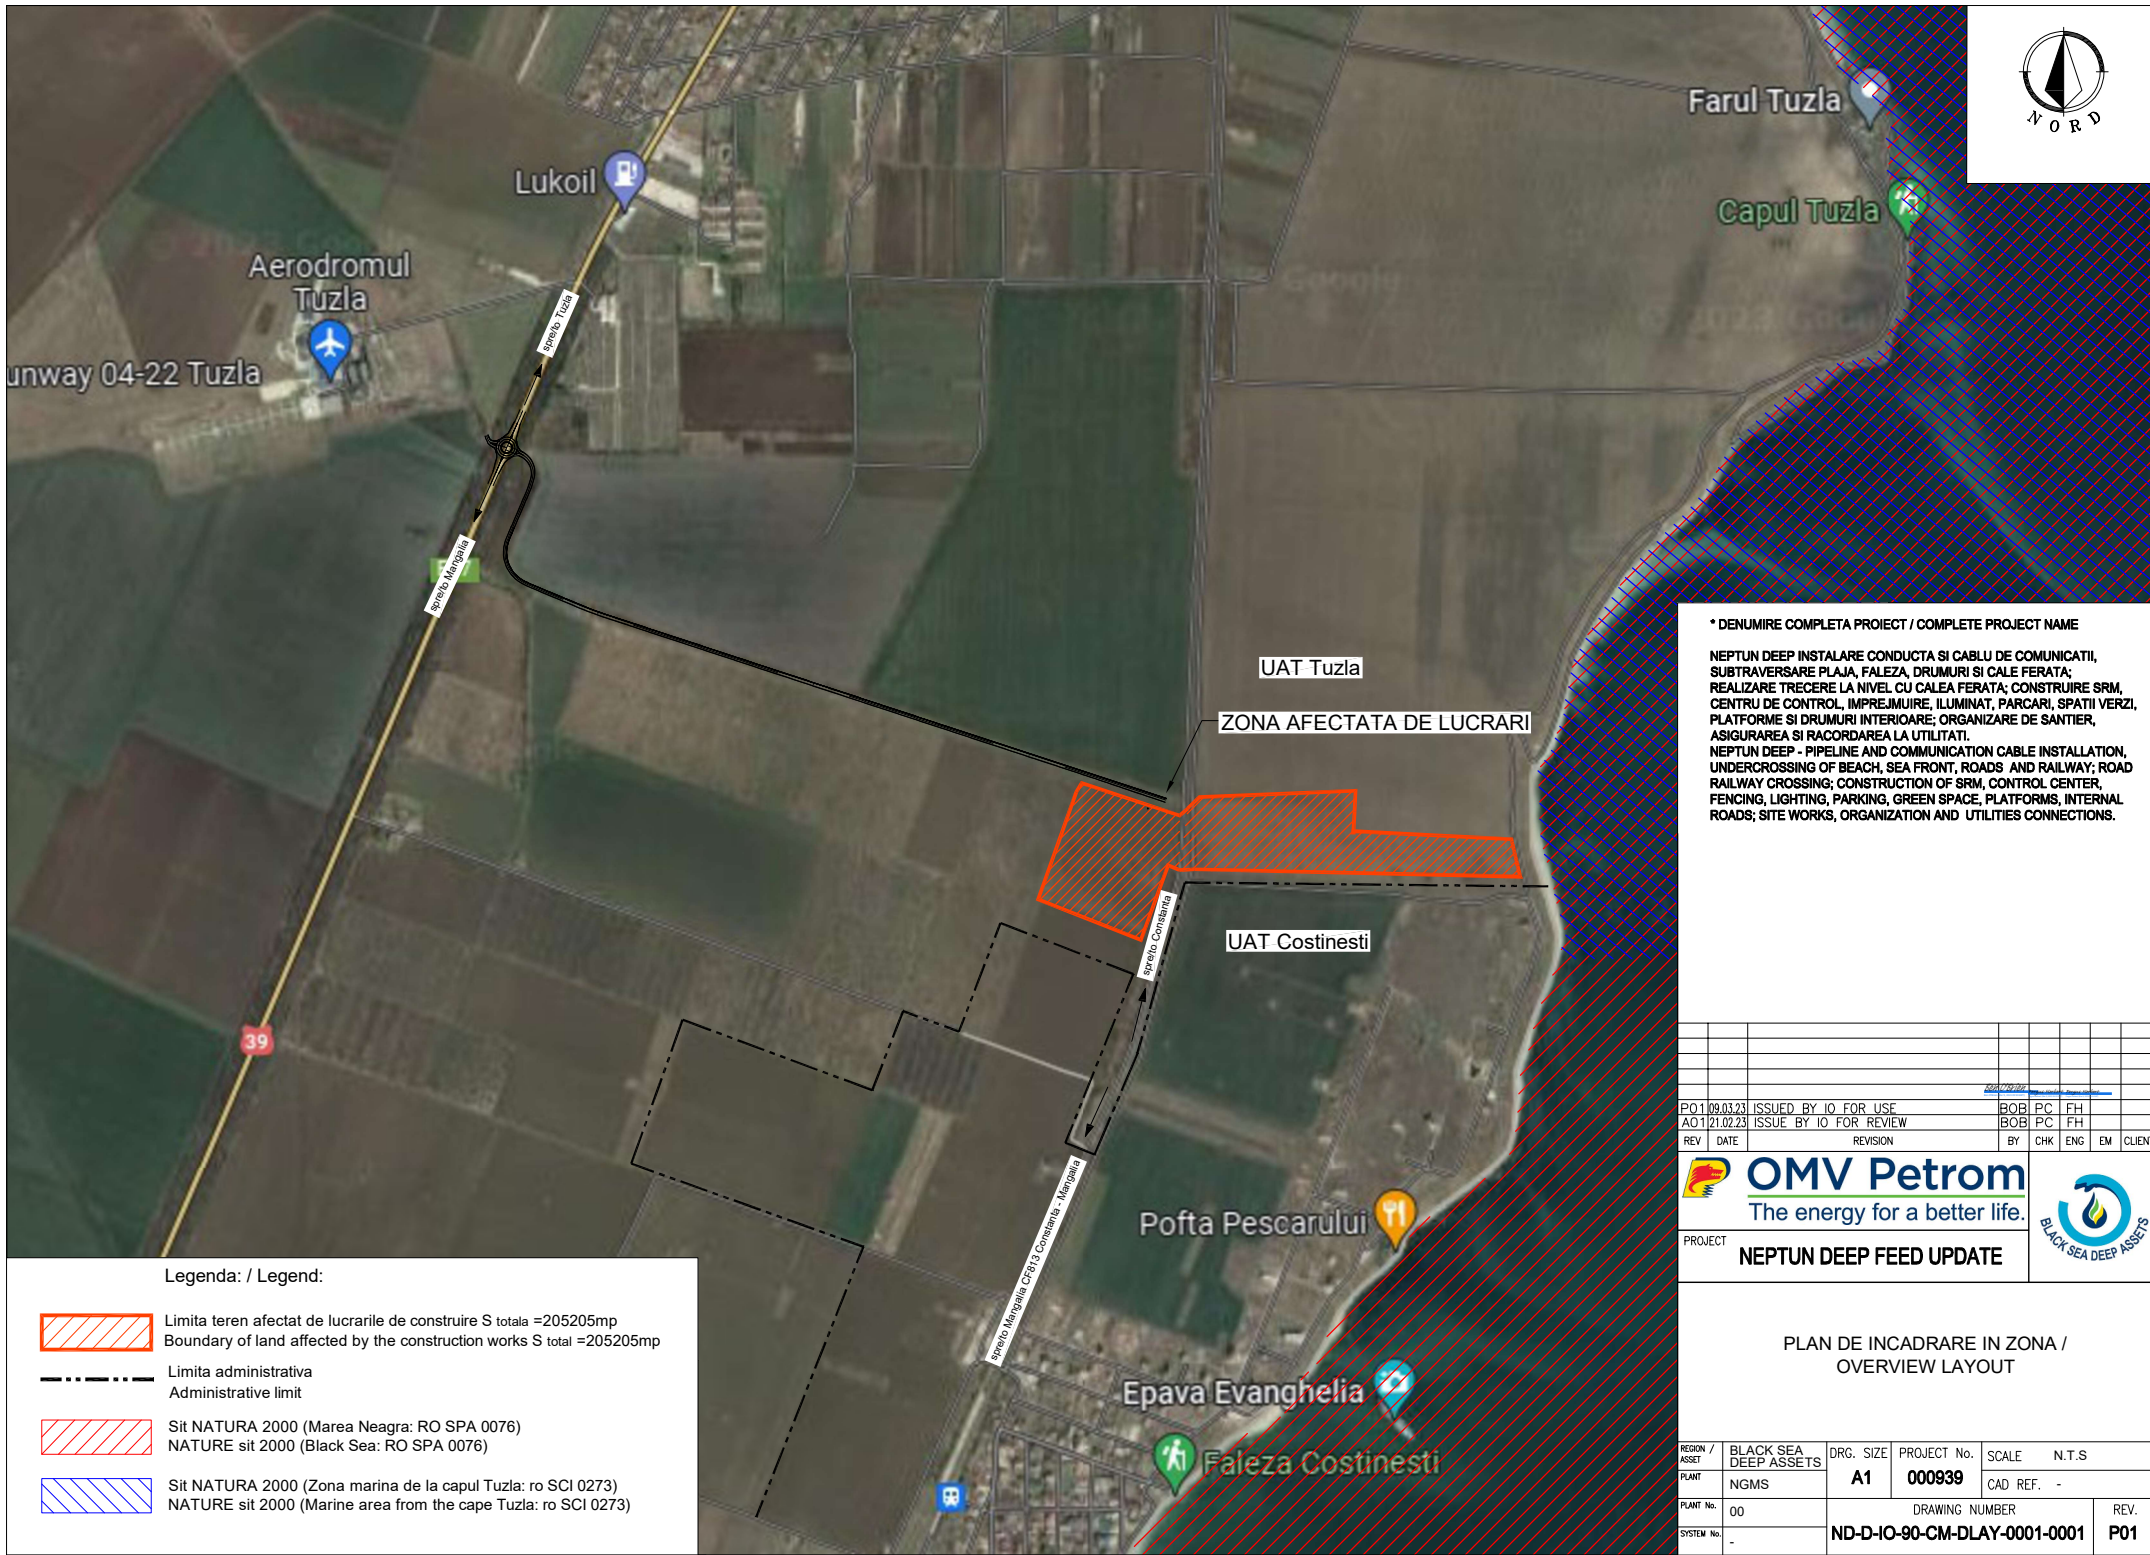 NORD
Farul Tuzla
Lukoil
Capul Tuzla
Aerodromul
Tuzla
unway 04-22 Tuzla
spre/to Tuzla
spre/to Mangalia
Google
UAT Tuzla
ZONA AFECTATA DE LUCRARI
UAT Costinesti
spre/to Constanta
39
spre/to Mangalia CF813 Constanta - Mangalia
Pofta Pescarului
Epava Evanghelia
Faleza Costinesti
Legenda: / Legend:
Limita teren afectat de lucrarile de construire S totala =205205mp
Boundary of land affected by the construction works S total =205205mp
Limita administrativa
Administrative limit
Sit NATURA 2000 (Marea Neagra: RO SPA 0076)
NATURE sit 2000 (Black Sea: RO SPA 0076)
Sit NATURA 2000 (Zona marina de la capul Tuzla: ro SCI 0273)
NATURE sit 2000 (Marine area from the cape Tuzla: ro SCI 0273)
* DENUMIRE COMPLETA PROIECT / COMPLETE PROJECT NAME
NEPTUN DEEP INSTALARE CONDUCTA SI CABLU DE COMUNICATII,
SUBTRAVERSARE PLAJA, FALEZA, DRUMURI SI CALE FERATA;
REALIZARE TRECERE LA NIVEL CU CALEA FERATA; CONSTRUIRE SRM,
CENTRU DE CONTROL, IMPREJMUIRE, ILUMINAT, PARCARI, SPATII VERZI,
PLATFORME SI DRUMURI INTERIOARE; ORGANIZARE DE SANTIER,
ASIGURAREA SI RACORDAREA LA UTILITATI.
NEPTUN DEEP - PIPELINE AND COMMUNICATION CABLE INSTALLATION,
UNDERCROSSING OF BEACH, SEA FRONT, ROADS AND RAILWAY; ROAD
RAILWAY CROSSING; CONSTRUCTION OF SRM, CONTROL CENTER,
FENCING, LIGHTING, PARKING, GREEN SPACE, PLATFORMS, INTERNAL
ROADS; SITE WORKS, ORGANIZATION AND UTILITIES CONNECTIONS.
P01 09.03.23 ISSUED BY IO FOR USE BOB PC FH
A01 21.02.23 ISSUE BY IO FOR REVIEW BOB PC FH
REV DATE REVISION BY CHK ENG EM CLIENT
OMV Petrom
The energy for a better life.
BLACK SEA DEEP ASSETS
PROJECT
NEPTUN DEEP FEED UPDATE
PLAN DE INCADRARE IN ZONA /
OVERVIEW LAYOUT
REGION / ASSET BLACK SEA DEEP ASSETS
DRG. SIZE A1
PROJECT No. 000939
SCALE N.T.S
PLANT NGMS
CAD REF. -
PLANT No. 00
DRAWING NUMBER
ND-D-IO-90-CM-DLAY-0001-0001
REV.
P01
SYSTEM No. -